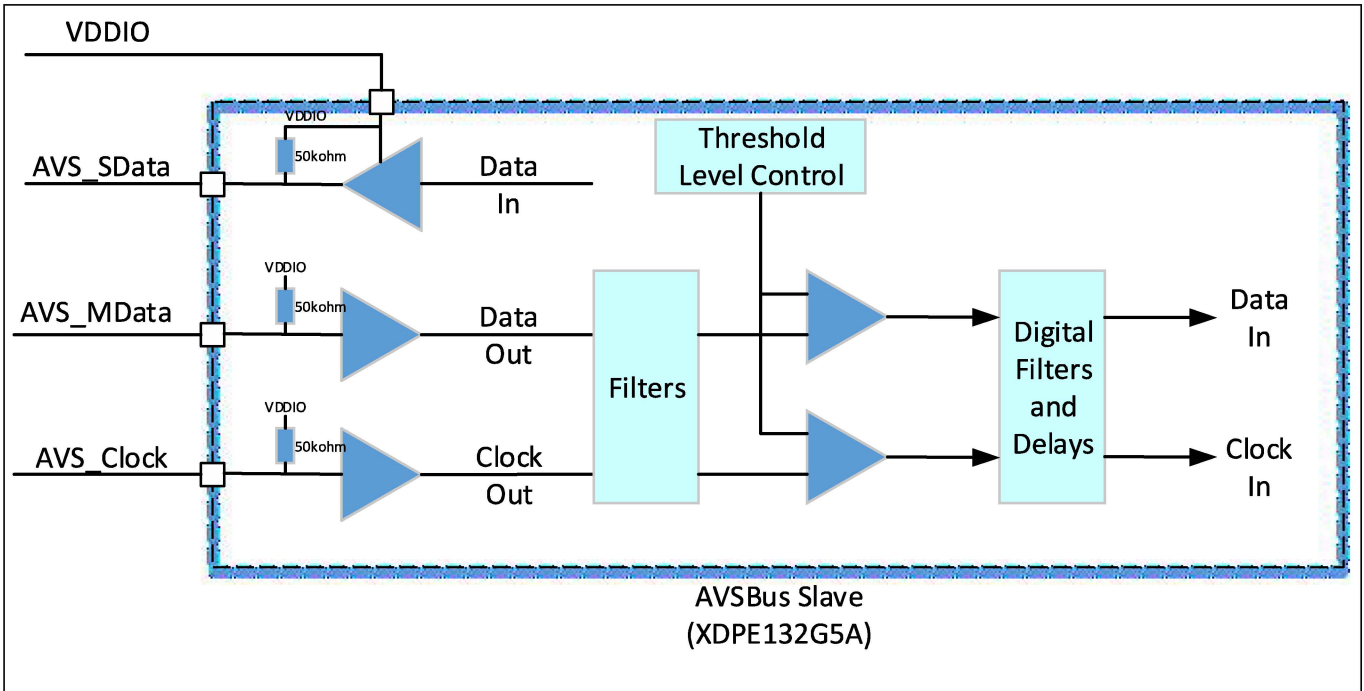 VDDIO
VDDIO
50kohm
AVS_SData
Data
In
Threshold
Level Control
VDDIO
50kohm
AVS_MData
Data
Out
VDDIO
50kohm
AVS_Clock
Clock
Out
Filters
Digital
Filters
and
Delays
Data
In
Clock
In
AVSBus Slave
(XDPE132G5A)